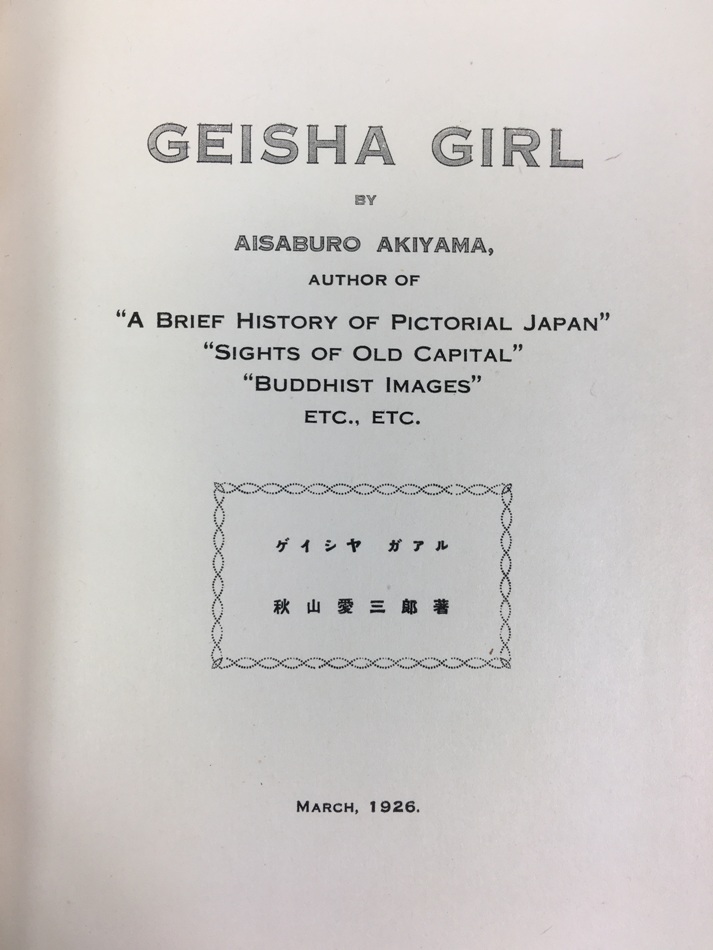 GEISHA GIRL
BY
AISABURO AKIYAMA,
AUTHOR OF
“A BRIEF HISTORY OF PICTORIAL JAPAN”
“SIGHTS OF OLD CAPITAL”
“BUDDHIST IMAGES”
ETC., ETC.
ゲイシヤ ガアル
秋山愛三郎著
MARCH, 1926.